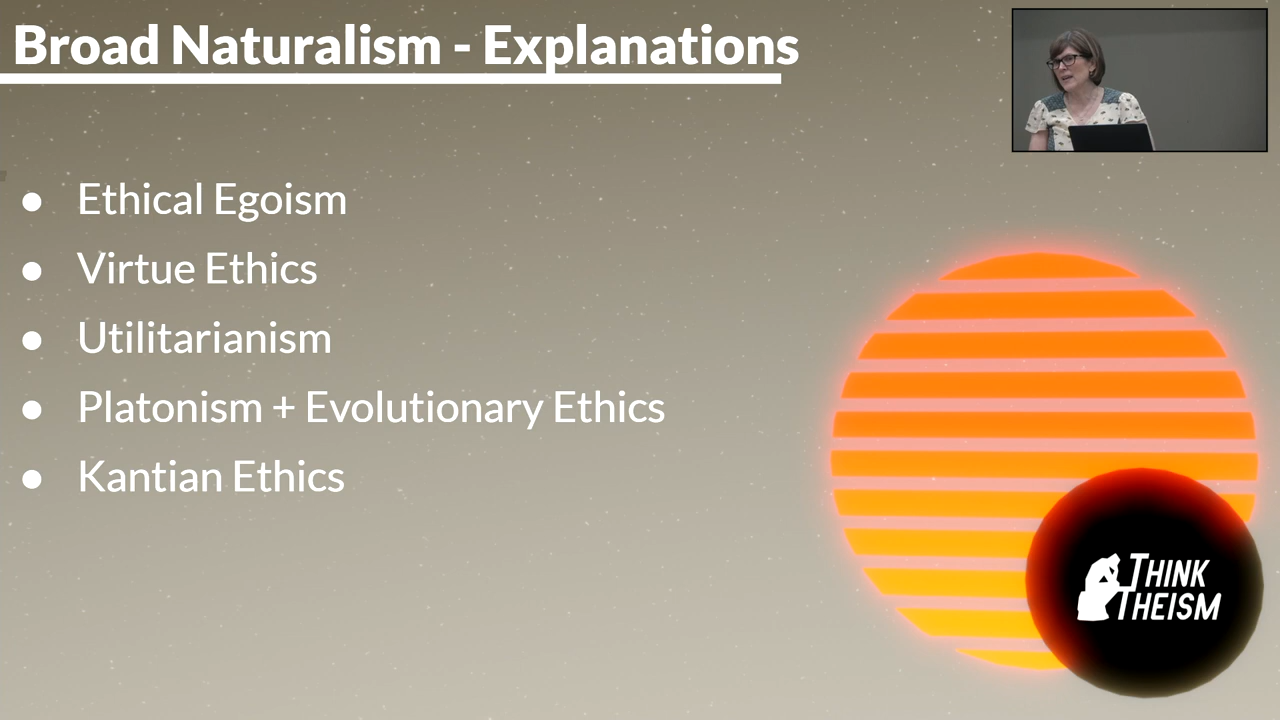 Broad Naturalism - Explanations
● Ethical Egoism
● Virtue Ethics
● Utilitarianism
● Platonism + Evolutionary Ethics
● Kantian Ethics
THINK
THEISM